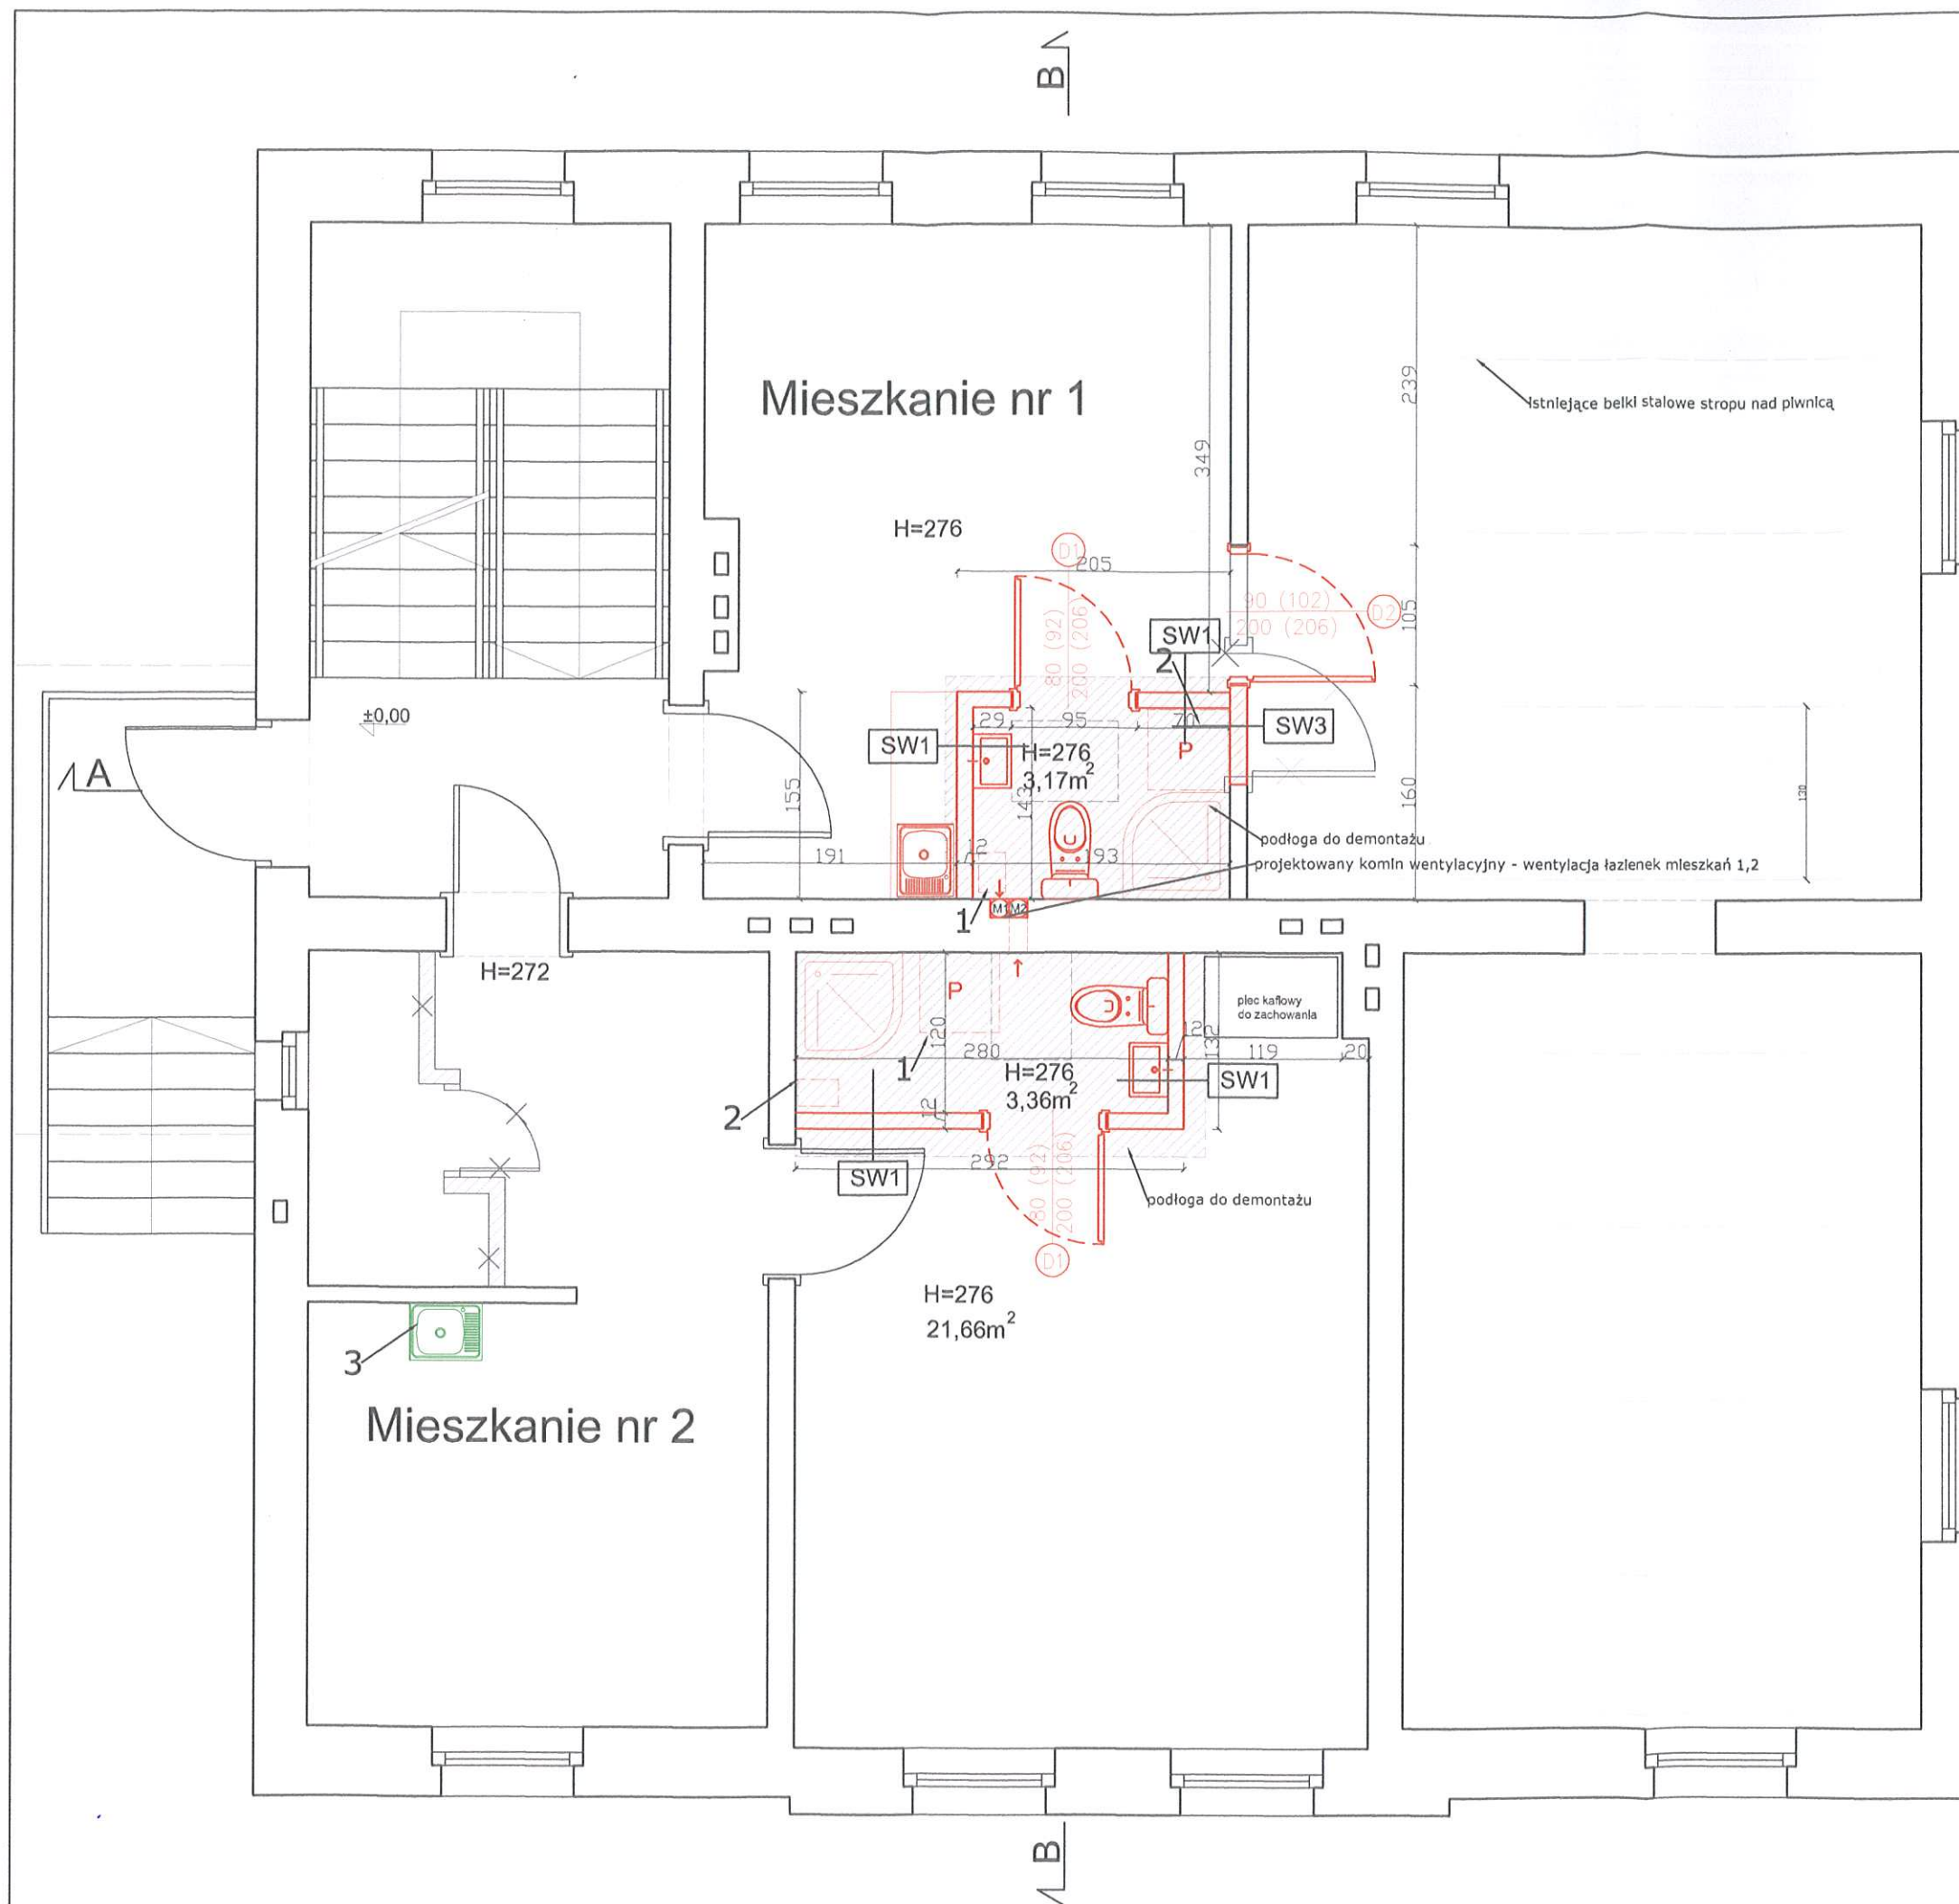 B
Mieszkanie nr 1
239
istniejące belki stalowe stropu nad piwnicą
349
H=276
D1
205
90 (102)
200 (206)
D2
105
80 (92)
200 (206)
SW1
2
±0,00
29
95
70
SW3
SW1
H=276
3,17m²
P
A
155
143
160
130
podłoga do demontażu
191
12
193
projektowany komin wentylacyjny - wentylacja łazienek mieszkań 1,2
1
M1
M2
H=272
P
piec kaflowy
do zachowania
120
280
12
132
119
20
1
H=276
3,36m²
SW1
2
12
292
SW1
80 (92)
200 (206)
podłoga do demontażu
D1
H=276
21,66m²
3
Mieszkanie nr 2
B